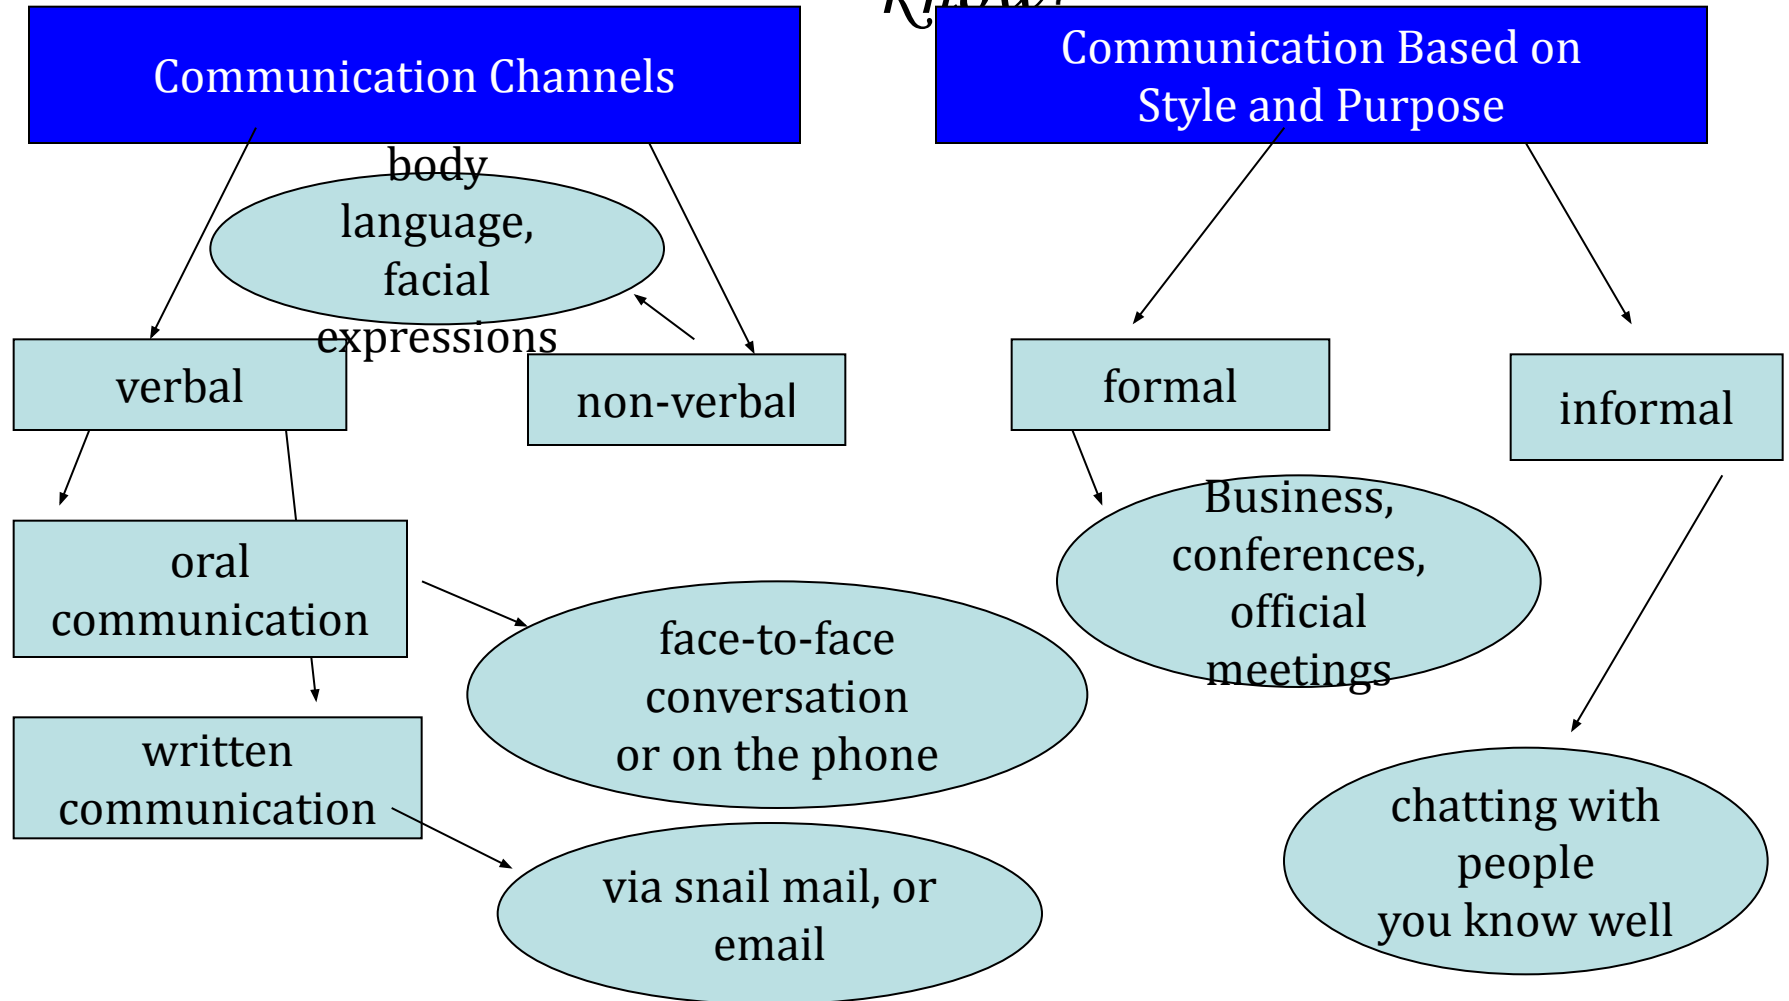 know?
Communication Channels
Communication Based on
Style and Purpose
body
language,
facial
expressions
verbal
non-verbal
formal
informal
oral
communication
Business,
conferences,
official
meetings
face-to-face
conversation
or on the phone
written
communication
via snail mail, or
email
chatting with
people
you know well